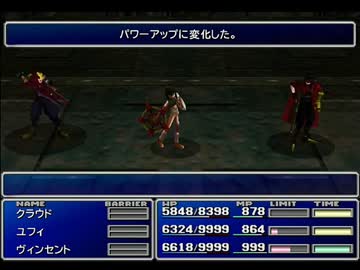 パワーアップに変化した。
NAME BARRIER HP MP LIMIT TIME
クラウド 5848/8398 878
ユフィ 6324/9999 864
ヴィンセント 6618/9999 999